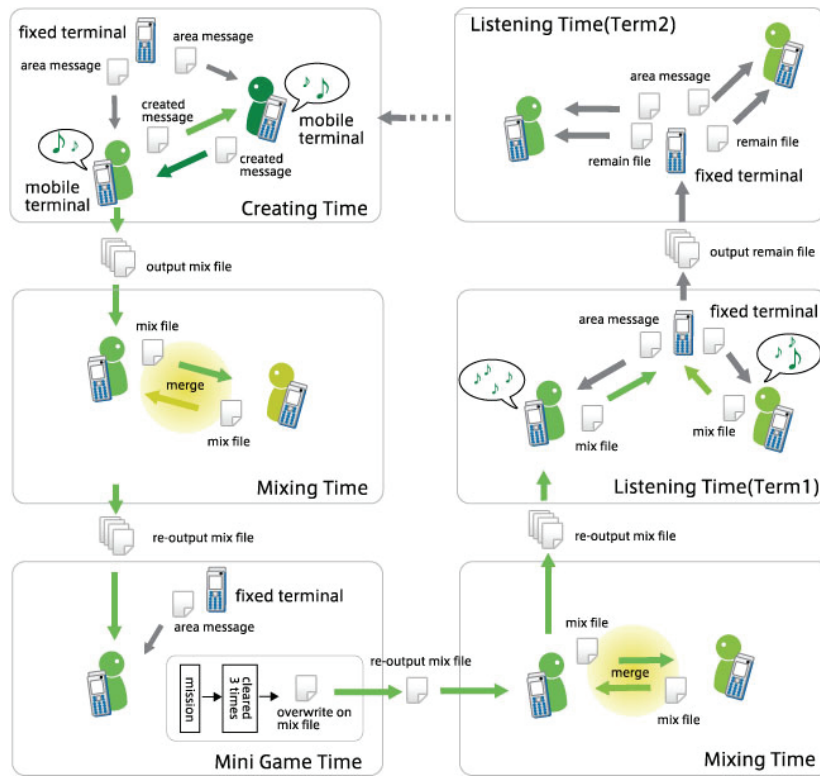 fixed terminal
area message
area message
created
message
mobile
terminal
created
message
mobile
terminal
Creating Time
output mix file
mix file
merge
mix file
Mixing Time
re-output mix file
fixed terminal
area message
mission
cleared
3 times
overwrite on
mix file
Mini Game Time
re-output mix file
mix file
merge
mix file
Mixing Time
re-output mix file
fixed terminal
area message
mix file
mix file
Listening Time(Term1)
output remain file
Listening Time(Term2)
area message
remain file
remain file
fixed terminal